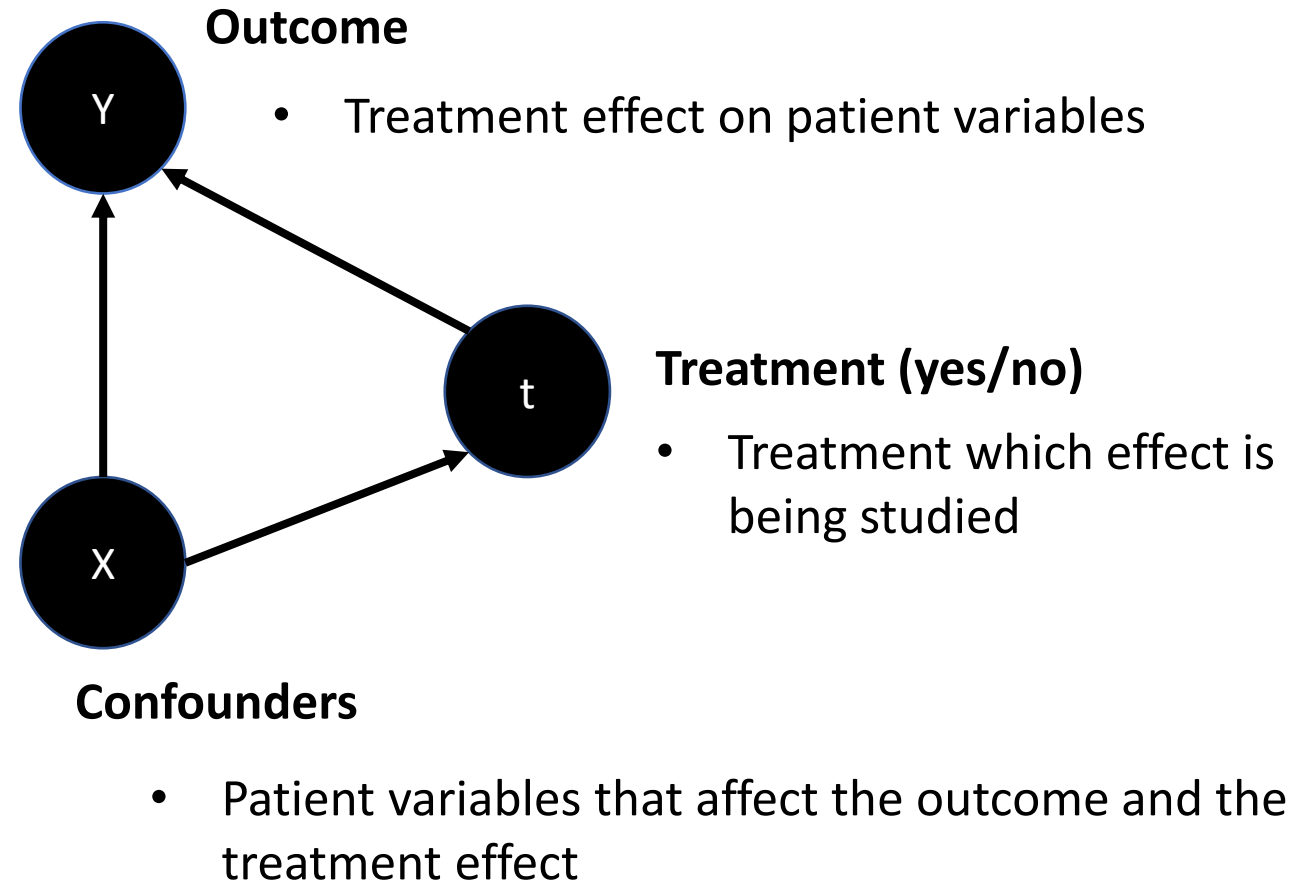 Outcome
Y
• Treatment effect on patient variables
Treatment (yes/no)
t
• Treatment which effect is
being studied
X
Confounders
• Patient variables that affect the outcome and the
treatment effect